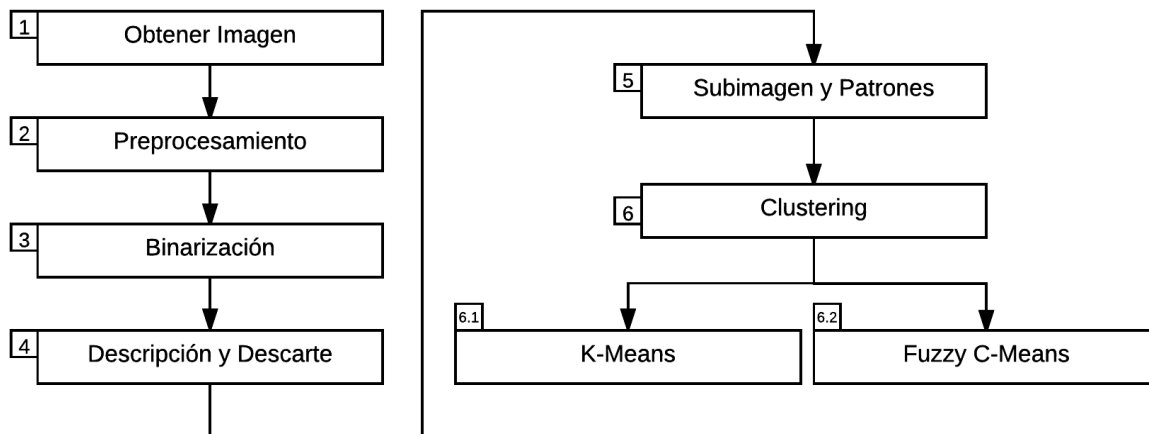 1
Obtener Imagen
2
Preprocesamiento
3
Binarización
4
Descripción y Descarte
5
Subimagen y Patrones
6
Clustering
6.1
K-Means
6.2
Fuzzy C-Means